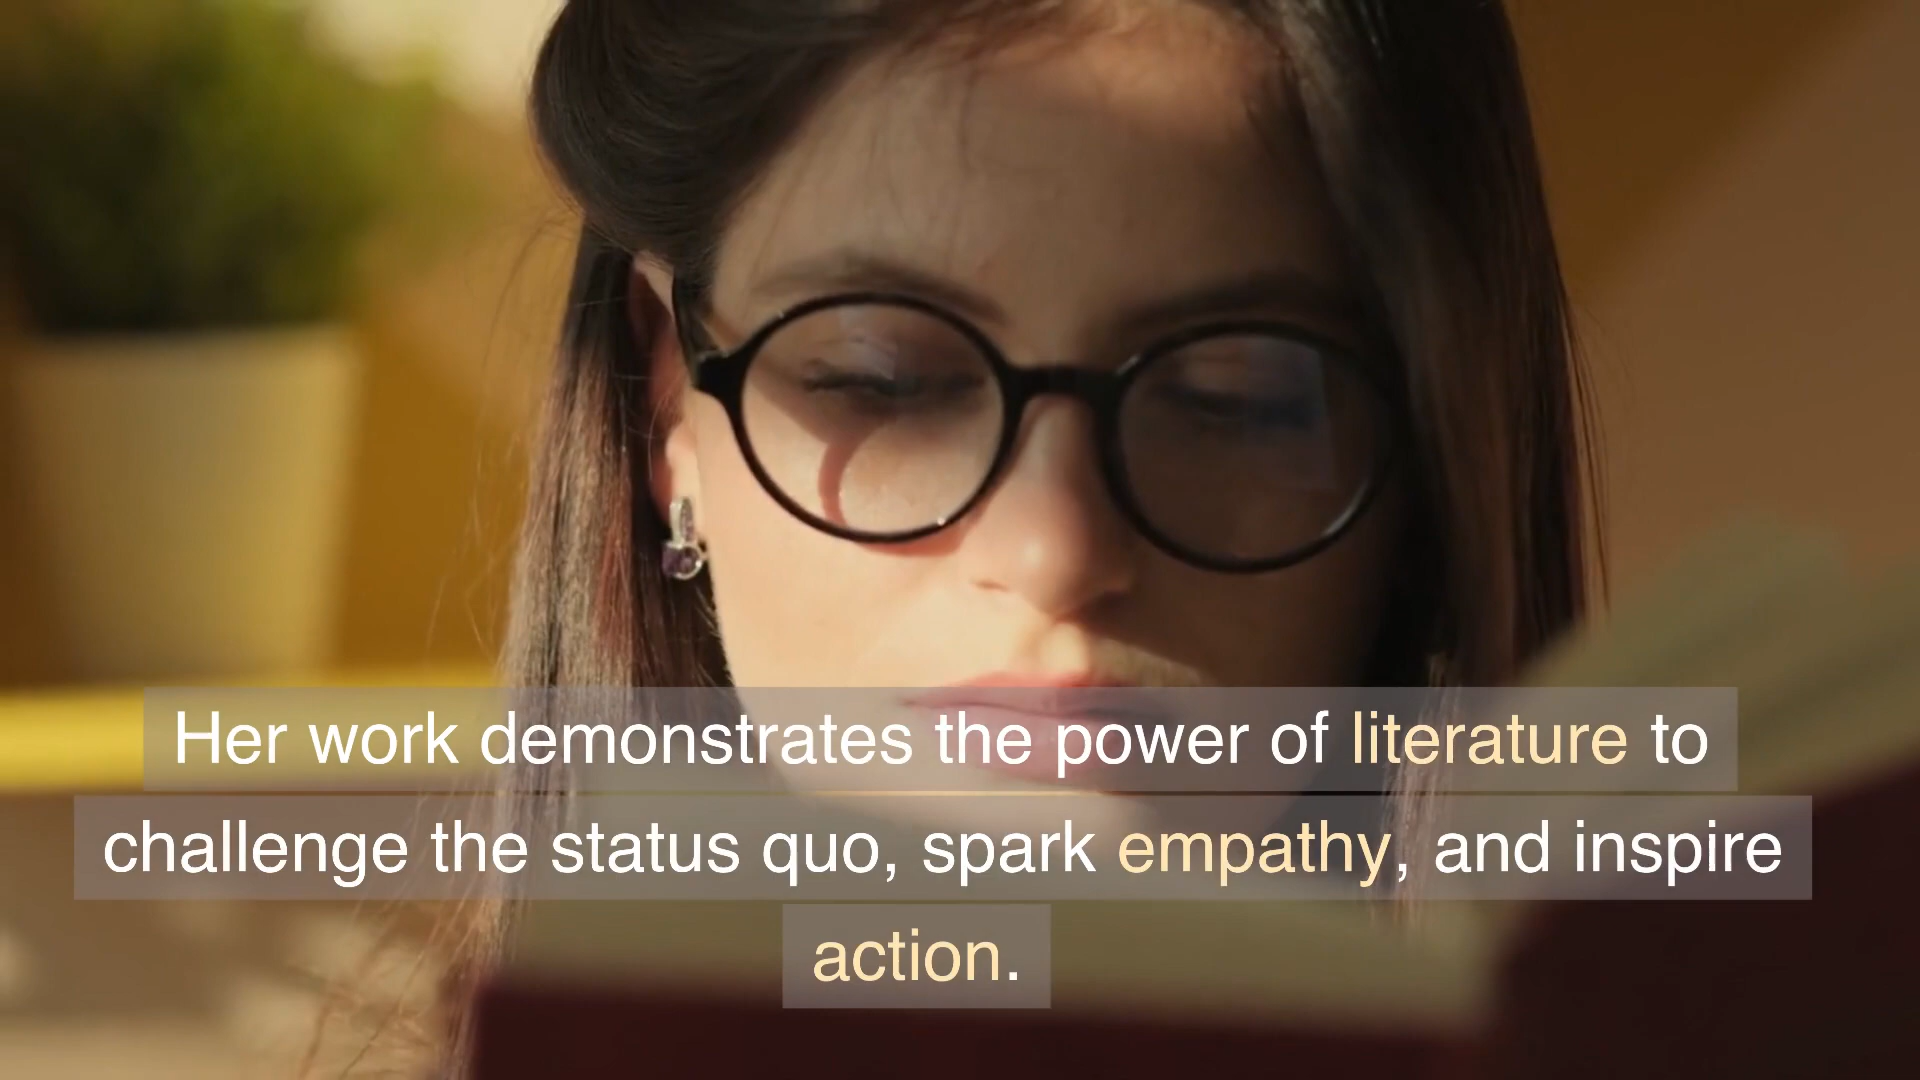 Her work demonstrates the power of literature to
challenge the status quo, spark empathy, and inspire
action.